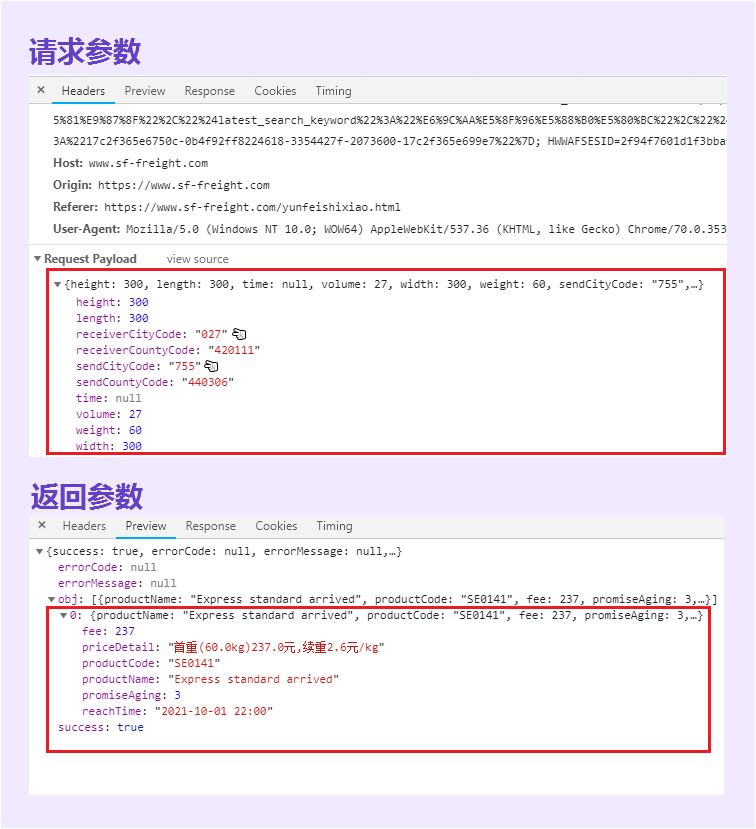 请求参数
× Headers Preview Response Cookies Timing
5%81%E9%87%8F%22%2C%22%24latest_search_keyword%22%3A%22%E6%9C%AA%E5%8F%96%E5%88%B0%E5%80%BC%22%2C%22%2
3A%2217c2f365e6750c-0b4f92ff8224618-3354427f-2073600-17c2f365e699e7%22%7D; HWWAFSESID=2f94f7601d1f3bba
Host: www.sf-freight.com
Origin: https://www.sf-freight.com
Referer: https://www.sf-freight.com/yunfeishixiao.html
User-Agent: Mozilla/5.0 (Windows NT 10.0; WOW64) AppleWebKit/537.36 (KHTML, like Gecko) Chrome/70.0.353
▼Request Payload view source
▼{height: 300, length: 300, time: null, volume: 27, width: 300, weight: 60, sendCityCode: "755",…}
height: 300
length: 300
receiverCityCode: "027"
receiverCountyCode: "420111"
sendCityCode: "755"
sendCountyCode: "440306"
time: null
volume: 27
weight: 60
width: 300
返回参数
× Headers Preview Response Cookies Timing
▼{success: true, errorCode: null, errorMessage: null,…}
errorCode: null
errorMessage: null
▼obj: [{productName: "Express standard arrived", productCode: "SE0141", fee: 237, promiseAging: 3,…}]
▼0: {productName: "Express standard arrived", productCode: "SE0141", fee: 237, promiseAging: 3,…}
fee: 237
priceDetail: "首重(60.0kg)237.0元,续重2.6元/kg"
productCode: "SE0141"
productName: "Express standard arrived"
promiseAging: 3
reachTime: "2021-10-01 22:00"
success: true